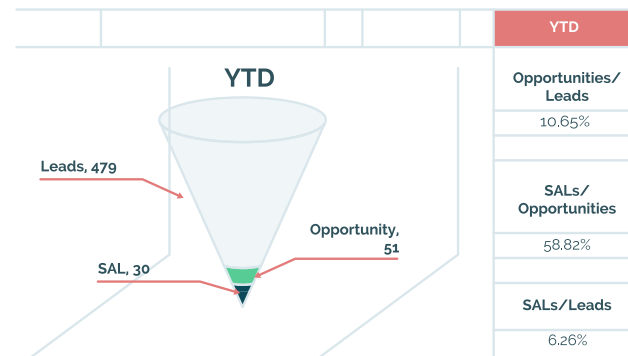 YTD
YTD
Leads, 479
Opportunity,
51
SAL, 30
Opportunities/
Leads
10.65%
SALs/
Opportunities
58.82%
SALs/Leads
6.26%